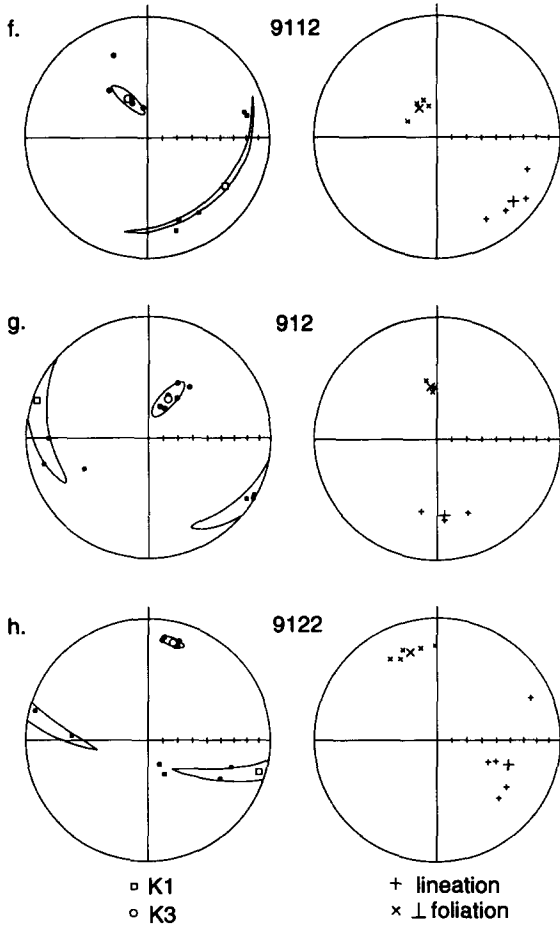 f. 9112
g. 912
h. 9122
□ K1 + lineation
○ K3 × ⊥ foliation